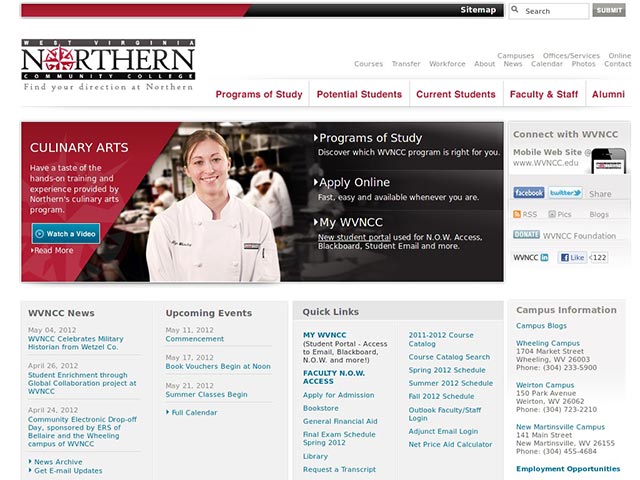 Sitemap
Search
SUBMIT
WEST VIRGINIA
NORTHERN
COMMUNITY COLLEGE
Find your direction at Northern
Campuses Offices/Services Online
Courses Transfer Workforce About News Calendar Photos Contact
Programs of Study
Potential Students
Current Students
Faculty & Staff
Alumni
CULINARY ARTS
Have a taste of the
hands-on training and
experience provided by
Northern's culinary arts
program.
Watch a Video
Read More
Programs of Study
Discover which WVNCC program is right for you.
Apply Online
Fast, easy and available whenever you are.
My WVNCC
New student portal used for N.O.W. Access,
Blackboard, Student Email and more.
Connect with WVNCC
Mobile Web Site @
www.WVNCC.edu
facebook
twitter
Share
RSS
Pics
Blogs
DONATE WVNCC Foundation
WVNCC in
f Like
122
WVNCC News
May 04, 2012
WVNCC Celebrates Military
Historian from Wetzel Co.
April 26, 2012
Student Enrichment through
Global Collaboration project at
WVNCC
April 24, 2012
Community Electronic Drop-off
Day, sponsored by ERS of
Bellaire and the Wheeling
campus of WVNCC
News Archive
Get E-mail Updates
Upcoming Events
May 11, 2012
Commencement
May 17, 2012
Book Vouchers Begin at Noon
May 21, 2012
Summer Classes Begin
Full Calendar
Quick Links
MY WVNCC
(Student Portal - Access
to Email, Blackboard,
N.O.W. and more!)
FACULTY N.O.W.
ACCESS
Apply for Admission
Bookstore
General Financial Aid
Final Exam Schedule
Spring 2012
Library
Request a Transcript
2011-2012 Course
Catalog
Course Catalog Search
Spring 2012 Schedule
Summer 2012 Schedule
Fall 2012 Schedule
Outlook Faculty/Staff
Login
Adjunct Email Login
Net Price Aid Calculator
Campus Information
Campus Blogs
Wheeling Campus
1704 Market Street
Wheeling, WV 26003
Phone: (304) 233-5900
Weirton Campus
150 Park Avenue
Weirton, WV 26062
Phone: (304) 723-2210
New Martinsville Campus
141 Main Street
New Martinsville, WV 26155
Phone: (304) 455-4684
Employment Opportunities